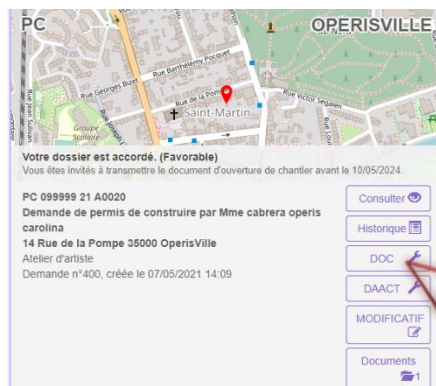 PC
OPERISVILLE
Rue Barthélemy Pocquet
Rue Georges Bizet
Rue de la Pom
Rue Victor Segalen
Saint-Martin
Groupe
Scolaire
Votre dossier est accordé. (Favorable)
Vous êtes invités à transmettre le document d'ouverture de chantier avant le 10/05/2024.
PC 099999 21 A0020
Demande de permis de construire par Mme cabrera operis
carolina
14 Rue de la Pompe 35000 OperisVille
Atelier d'artiste
Demande n°400, créée le 07/05/2021 14:09
Consulter
Historique
DOC
DAACT
MODIFICATIF
Documents
1